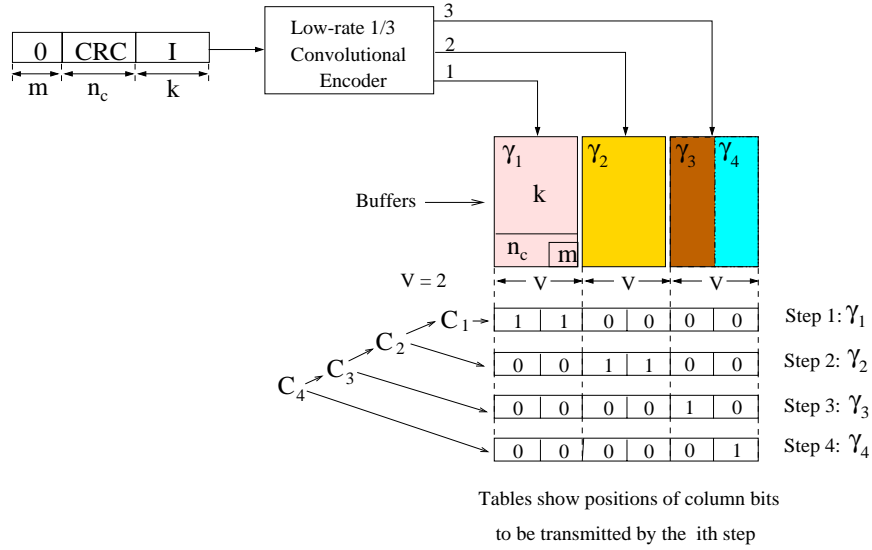 0 CRC I
m n_c k
Low-rate 1/3
Convolutional
Encoder
3
2
1
Buffers
γ1 γ2 γ3 γ4
k
n_c m
V = 2
V V V
C1 1 1 0 0 0 0 Step 1: γ1
C2 0 0 1 1 0 0 Step 2: γ2
C3 0 0 0 0 1 0 Step 3: γ3
C4 0 0 0 0 0 1 Step 4: γ4
Tables show positions of column bits
to be transmitted by the ith step